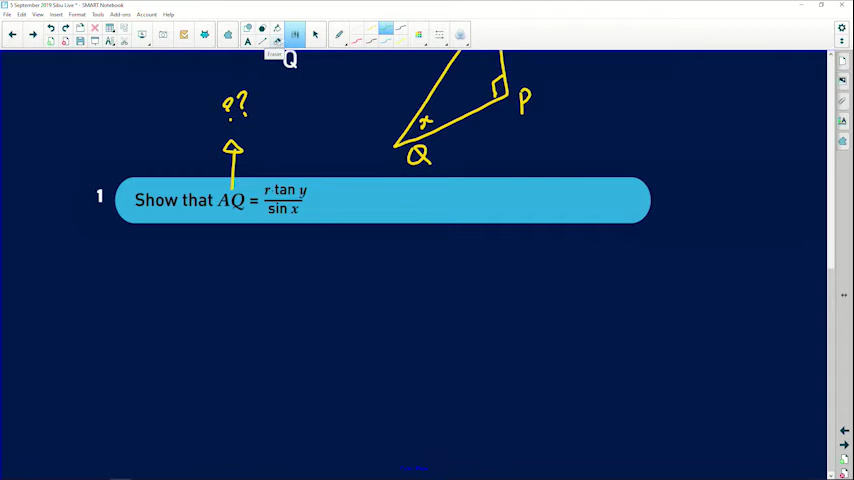 5 September 2019 Sibu Live *
SMART Notebook
File Edit View Insert Format Tools Add-ons Account Help
Eraser
Q
??
x
P
Q
1 Show that AQ = r·tan y
sin x